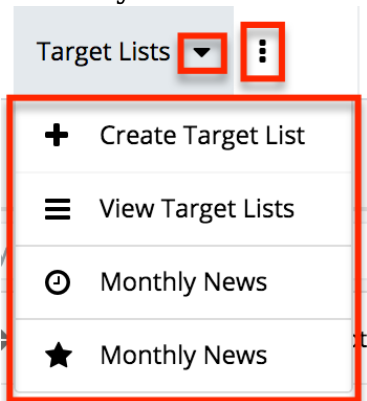 Target Lists
Create Target List
View Target Lists
Monthly News
Monthly News